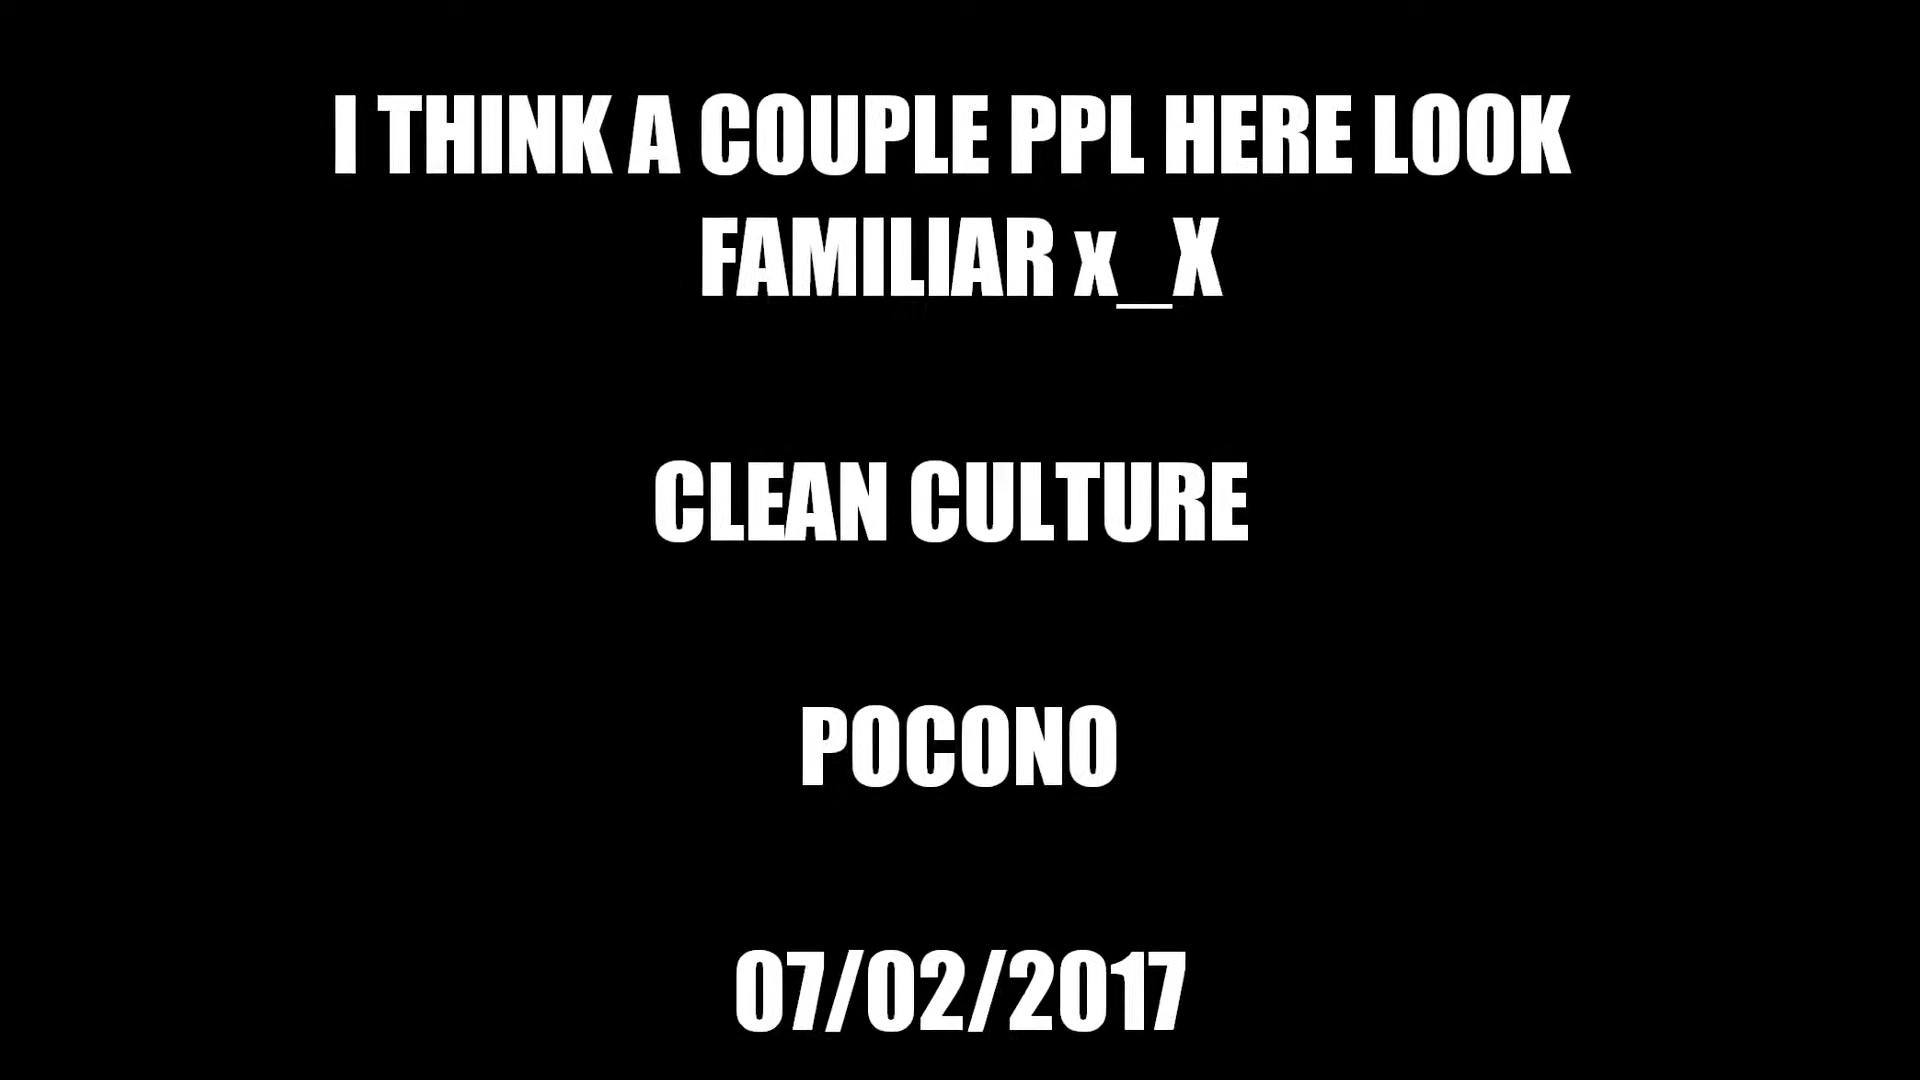 I THINK A COUPLE PPL HERE LOOK
FAMILIAR x_X
CLEAN CULTURE
POCONO
07/02/2017